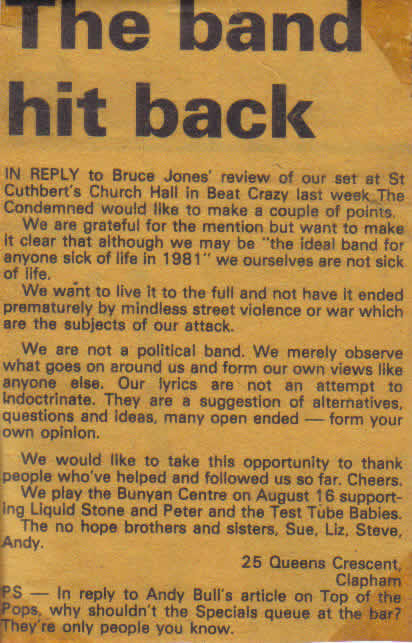 The band
hit back
IN REPLY to Bruce Jones' review of our set at St
Cuthbert's Church Hall in Beat Crazy last week The
Condemned would like to make a couple of points.
We are grateful for the mention but want to make
it clear that although we may be "the ideal band for
anyone sick of life in 1981" we ourselves are not sick
of life.
We want to live it to the full and not have it ended
prematurely by mindless street violence or war which
are the subjects of our attack.
We are not a political band. We merely observe
what goes on around us and form our own views like
anyone else. Our lyrics are not an attempt to
indoctrinate. They are a suggestion of alternatives,
questions and ideas, many open ended — form your
own opinion.
We would like to take this opportunity to thank
people who've helped and followed us so far. Cheers.
We play the Bunyan Centre on August 16 support-
ing Liquid Stone and Peter and the Test Tube Babies.
The no hope brothers and sisters, Sue, Liz, Steve,
Andy.
25 Queens Crescent,
Clapham
PS — In reply to Andy Bull's article on Top of the
Pops, why shouldn't the Specials queue at the bar?
They're only people you know.